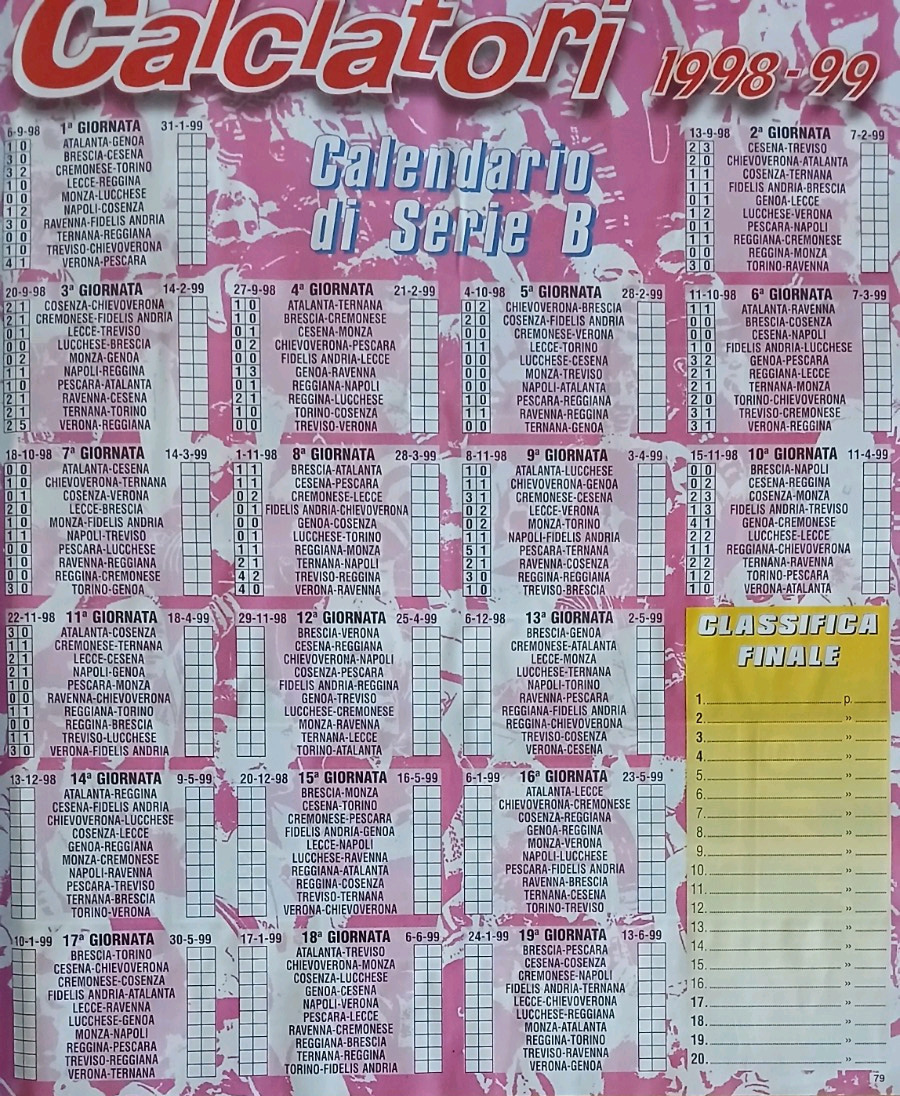 Calciatori 1998-99
Calendario
di Serie B
6-9-98 1ª GIORNATA 31-1-99
1 0 ATALANTA-GENOA
3 0 BRESCIA-CESENA
3 2 CREMONESE-TORINO
1 0 LECCE-REGGINA
0 0 MONZA-LUCCHESE
1 2 NAPOLI-COSENZA
3 0 RAVENNA-FIDELIS ANDRIA
0 0 TERNANA-REGGIANA
1 0 TREVISO-CHIEVOVERONA
4 1 VERONA-PESCARA
13-9-98 2ª GIORNATA 7-2-99
2 3 CESENA-TREVISO
2 0 CHIEVOVERONA-ATALANTA
1 1 COSENZA-TERNANA
1 1 FIDELIS ANDRIA-BRESCIA
0 1 GENOA-LECCE
1 2 LUCCHESE-VERONA
0 1 PESCARA-NAPOLI
1 1 REGGIANA-CREMONESE
0 0 REGGINA-MONZA
3 0 TORINO-RAVENNA
20-9-98 3ª GIORNATA 14-2-99
2 1 COSENZA-CHIEVOVERONA
2 1 CREMONESE-FIDELIS ANDRIA
0 1 LECCE-TREVISO
0 0 LUCCHESE-BRESCIA
0 2 MONZA-GENOA
1 1 NAPOLI-REGGINA
1 0 PESCARA-ATALANTA
2 1 RAVENNA-CESENA
2 1 TERNANA-TORINO
2 5 VERONA-REGGIANA
27-9-98 4ª GIORNATA 21-2-99
1 0 ATALANTA-TERNANA
1 0 BRESCIA-CREMONESE
0 1 CESENA-MONZA
0 2 CHIEVOVERONA-PESCARA
0 0 FIDELIS ANDRIA-LECCE
1 3 GENOA-RAVENNA
0 1 REGGIANA-NAPOLI
2 1 REGGINA-LUCCHESE
1 0 TORINO-COSENZA
0 0 TREVISO-VERONA
4-10-98 5ª GIORNATA 28-2-99
0 2 CHIEVOVERONA-BRESCIA
2 0 COSENZA-FIDELIS ANDRIA
0 0 CREMONESE-VERONA
1 1 LECCE-TORINO
0 0 LUCCHESE-CESENA
0 0 MONZA-TREVISO
0 0 NAPOLI-ATALANTA
1 0 PESCARA-REGGIANA
1 1 RAVENNA-REGGINA
0 0 TERNANA-GENOA
11-10-98 6ª GIORNATA 7-3-99
1 1 ATALANTA-RAVENNA
0 0 BRESCIA-COSENZA
0 0 CESENA-NAPOLI
1 0 FIDELIS ANDRIA-LUCCHESE
3 2 GENOA-PESCARA
2 1 REGGIANA-LECCE
2 1 TERNANA-MONZA
2 0 TORINO-CHIEVOVERONA
3 1 TREVISO-CREMONESE
3 1 VERONA-REGGINA
18-10-98 7ª GIORNATA 14-3-99
0 0 ATALANTA-CESENA
1 0 CHIEVOVERONA-TERNANA
0 1 COSENZA-VERONA
2 0 LECCE-BRESCIA
1 0 MONZA-FIDELIS ANDRIA
1 1 NAPOLI-TREVISO
0 0 PESCARA-LUCCHESE
1 0 RAVENNA-REGGIANA
0 0 REGGINA-CREMONESE
3 0 TORINO-GENOA
1-11-98 8ª GIORNATA 28-3-99
1 1 BRESCIA-ATALANTA
1 1 CESENA-PESCARA
0 2 CREMONESE-LECCE
0 1 FIDELIS ANDRIA-CHIEVOVERONA
0 0 GENOA-COSENZA
0 1 LUCCHESE-TORINO
1 1 REGGIANA-MONZA
2 1 TERNANA-NAPOLI
4 2 TREVISO-REGGINA
4 0 VERONA-RAVENNA
8-11-98 9ª GIORNATA 3-4-99
1 0 ATALANTA-LUCCHESE
1 1 CHIEVOVERONA-GENOA
3 1 CREMONESE-CESENA
0 2 LECCE-VERONA
0 2 MONZA-TORINO
1 1 NAPOLI-FIDELIS ANDRIA
5 1 PESCARA-TERNANA
2 1 RAVENNA-COSENZA
3 0 REGGINA-REGGIANA
1 0 TREVISO-BRESCIA
15-11-98 10ª GIORNATA 11-4-99
0 0 BRESCIA-NAPOLI
0 2 CESENA-REGGINA
2 3 COSENZA-MONZA
1 3 FIDELIS ANDRIA-TREVISO
4 1 GENOA-CREMONESE
2 2 LUCCHESE-LECCE
1 1 REGGIANA-CHIEVOVERONA
2 2 TERNANA-RAVENNA
1 2 TORINO-PESCARA
1 0 VERONA-ATALANTA
22-11-98 11ª GIORNATA 18-4-99
3 0 ATALANTA-COSENZA
1 1 CREMONESE-TERNANA
2 1 LECCE-CESENA
2 1 NAPOLI-GENOA
1 0 PESCARA-MONZA
0 0 RAVENNA-CHIEVOVERONA
0 1 REGGIANA-TORINO
0 1 REGGINA-BRESCIA
1 1 TREVISO-LUCCHESE
3 0 VERONA-FIDELIS ANDRIA
29-11-98 12ª GIORNATA 25-4-99
BRESCIA-VERONA
CESENA-REGGIANA
CHIEVOVERONA-NAPOLI
COSENZA-PESCARA
FIDELIS ANDRIA-REGGINA
GENOA-TREVISO
LUCCHESE-CREMONESE
MONZA-RAVENNA
TERNANA-LECCE
TORINO-ATALANTA
6-12-98 13ª GIORNATA 2-5-99
BRESCIA-GENOA
CREMONESE-ATALANTA
LECCE-MONZA
LUCCHESE-TERNANA
NAPOLI-TORINO
RAVENNA-PESCARA
REGGIANA-FIDELIS ANDRIA
REGGINA-CHIEVOVERONA
TREVISO-COSENZA
VERONA-CESENA
CLASSIFICA
FINALE
1. p.
2. »
3. »
4. »
5. »
6. »
7. »
8. »
9. »
10. »
11. »
12. »
13. »
14. »
15. »
16. »
17. »
18. »
19. »
20. »
13-12-98 14ª GIORNATA 9-5-99
ATALANTA-REGGINA
CESENA-FIDELIS ANDRIA
CHIEVOVERONA-LUCCHESE
COSENZA-LECCE
GENOA-REGGIANA
MONZA-CREMONESE
NAPOLI-RAVENNA
PESCARA-TREVISO
TERNANA-BRESCIA
TORINO-VERONA
20-12-98 15ª GIORNATA 16-5-99
BRESCIA-MONZA
CESENA-TORINO
CREMONESE-PESCARA
FIDELIS ANDRIA-GENOA
LECCE-NAPOLI
LUCCHESE-RAVENNA
REGGIANA-ATALANTA
REGGINA-COSENZA
TREVISO-TERNANA
VERONA-CHIEVOVERONA
6-1-99 16ª GIORNATA 23-5-99
ATALANTA-LECCE
CHIEVOVERONA-CREMONESE
COSENZA-REGGIANA
GENOA-REGGINA
MONZA-VERONA
NAPOLI-LUCCHESE
PESCARA-FIDELIS ANDRIA
RAVENNA-BRESCIA
TERNANA-CESENA
TORINO-TREVISO
10-1-99 17ª GIORNATA 30-5-99
BRESCIA-TORINO
CESENA-CHIEVOVERONA
CREMONESE-COSENZA
FIDELIS ANDRIA-ATALANTA
LECCE-RAVENNA
LUCCHESE-GENOA
MONZA-NAPOLI
REGGINA-PESCARA
TREVISO-REGGIANA
VERONA-TERNANA
17-1-99 18ª GIORNATA 6-6-99
ATALANTA-TREVISO
CHIEVOVERONA-MONZA
COSENZA-LUCCHESE
GENOA-CESENA
NAPOLI-VERONA
PESCARA-LECCE
RAVENNA-CREMONESE
REGGIANA-BRESCIA
TERNANA-REGGINA
TORINO-FIDELIS ANDRIA
24-1-99 19ª GIORNATA 13-6-99
BRESCIA-PESCARA
CESENA-COSENZA
CREMONESE-NAPOLI
FIDELIS ANDRIA-TERNANA
LECCE-CHIEVOVERONA
LUCCHESE-REGGIANA
MONZA-ATALANTA
REGGINA-TORINO
TREVISO-RAVENNA
VERONA-GENOA
79